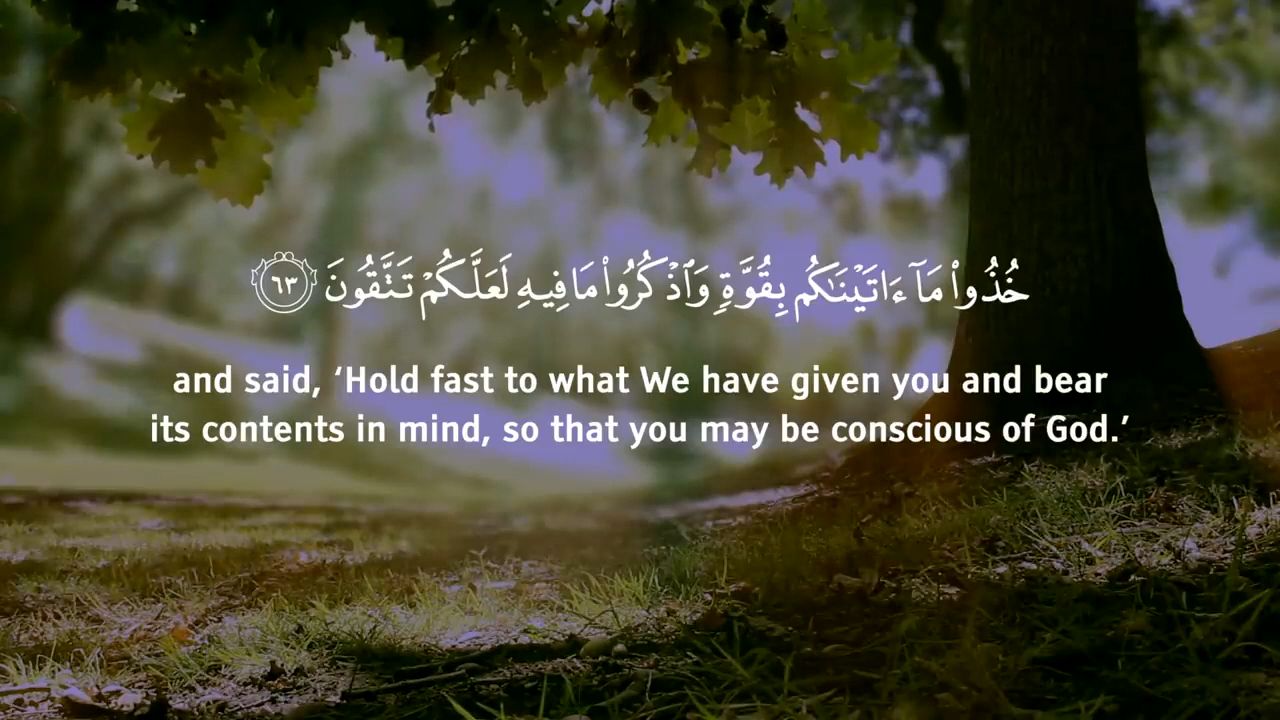 خُذُوا۟ مَآ ءَاتَيْنَـٰكُم بِقُوَّةٍ وَٱذْكُرُوا۟ مَا فِيهِ لَعَلَّكُمْ تَتَّقُونَ ٦٣
and said, ‘Hold fast to what We have given you and bear
its contents in mind, so that you may be conscious of God.’